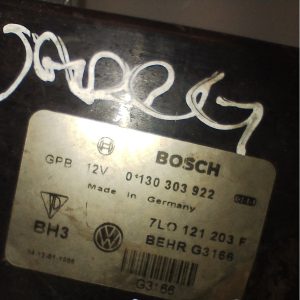 BOSCH
GPB 12V 0 130 303 922
Made in Germany
7L0 121 203 F
BH3
BEHR G3166
G3166